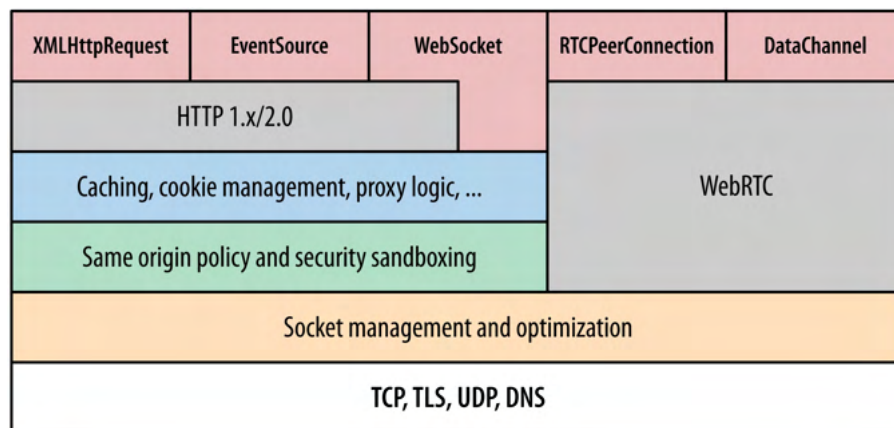 XMLHttpRequest
EventSource
WebSocket
RTCPeerConnection
DataChannel
HTTP 1.x/2.0
Caching, cookie management, proxy logic, ...
WebRTC
Same origin policy and security sandboxing
Socket management and optimization
TCP, TLS, UDP, DNS